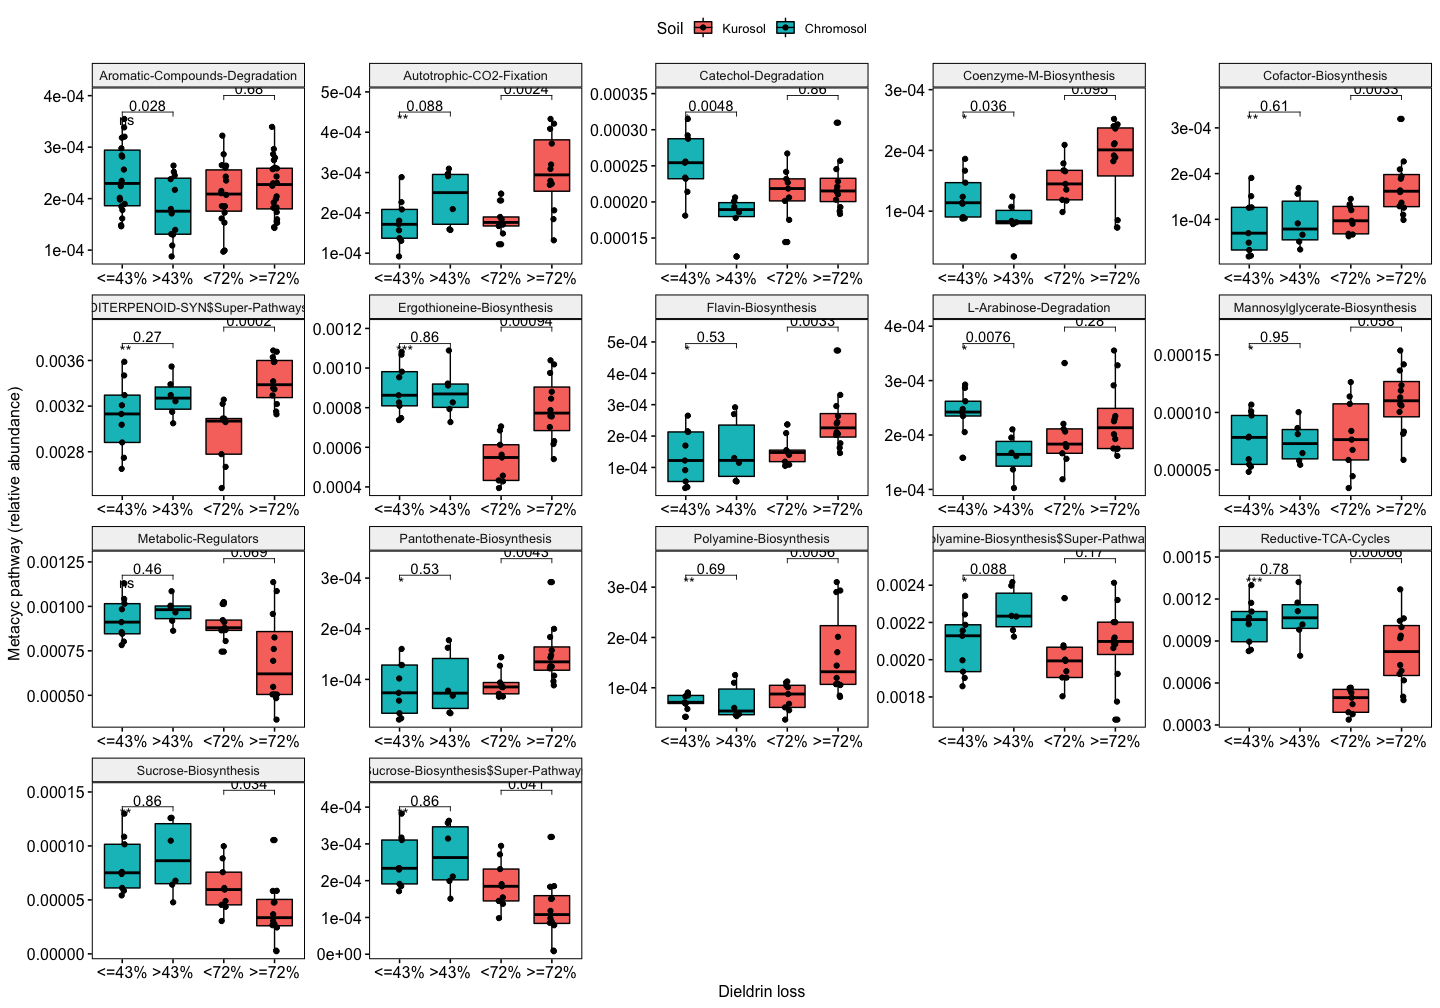 Soil Kurosol Chromosol
Metacyc pathway (relative abundance)
Aromatic-Compounds-Degradation
4e-04
3e-04
2e-04
1e-04
0.028
ns
0.68
<=43% >43% <72% >=72%
Autotrophic-CO2-Fixation
5e-04
4e-04
3e-04
2e-04
1e-04
0.088
**
0.0024
<=43% >43% <72% >=72%
Catechol-Degradation
0.00035
0.00030
0.00025
0.00020
0.00015
0.0048
0.86
<=43% >43% <72% >=72%
Coenzyme-M-Biosynthesis
3e-04
2e-04
1e-04
0.036
*
0.095
<=43% >43% <72% >=72%
Cofactor-Biosynthesis
3e-04
2e-04
1e-04
0.61
**
0.0033
<=43% >43% <72% >=72%
DITERPENOID-SYN$Super-Pathways
0.0036
0.0032
0.0028
0.27
**
0.0002
<=43% >43% <72% >=72%
Ergothioneine-Biosynthesis
0.0012
0.0010
0.0008
0.0006
0.0004
0.86
***
0.00094
<=43% >43% <72% >=72%
Flavin-Biosynthesis
5e-04
4e-04
3e-04
2e-04
1e-04
0.53
*
0.0033
<=43% >43% <72% >=72%
L-Arabinose-Degradation
4e-04
3e-04
2e-04
1e-04
0.0076
*
0.28
<=43% >43% <72% >=72%
Mannosylglycerate-Biosynthesis
0.00015
0.00010
0.00005
0.95
*
0.058
<=43% >43% <72% >=72%
Metabolic-Regulators
0.00125
0.00100
0.00075
0.00050
0.46
ns
0.069
<=43% >43% <72% >=72%
Pantothenate-Biosynthesis
3e-04
2e-04
1e-04
0.53
*
0.0043
<=43% >43% <72% >=72%
Polyamine-Biosynthesis
3e-04
2e-04
1e-04
0.69
**
0.0056
<=43% >43% <72% >=72%
olyamine-Biosynthesis$Super-Pathwa
0.0024
0.0022
0.0020
0.0018
0.088
*
<=43% >43% <72% >=72%
Reductive-TCA-Cycles
0.0015
0.0012
0.0009
0.0006
0.0003
0.78
***
0.00066
<=43% >43% <72% >=72%
Sucrose-Biosynthesis
0.00015
0.00010
0.00005
0.00000
0.86
**
0.034
<=43% >43% <72% >=72%
Sucrose-Biosynthesis$Super-Pathway
4e-04
3e-04
2e-04
1e-04
0e+00
0.86
**
0.041
<=43% >43% <72% >=72%
Dieldrin loss